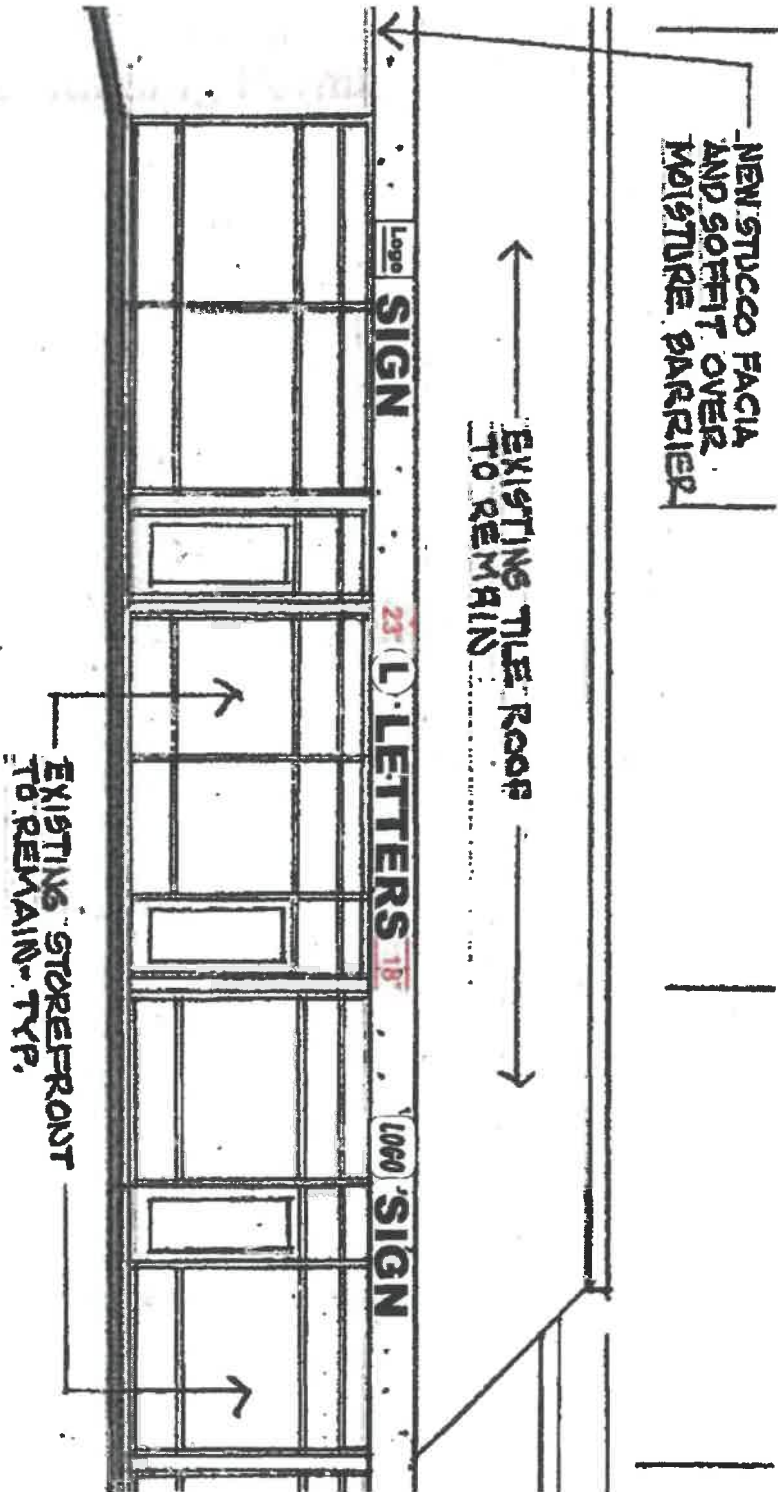 NEW STUCCO FACIA
AND SOFFIT OVER
MOISTURE BARRIER
EXISTING TILE ROOF
TO REMAIN
Logo SIGN
23" L LETTERS 18"
LOGO SIGN
EXISTING STOREFRONT
TO REMAIN-TYP.